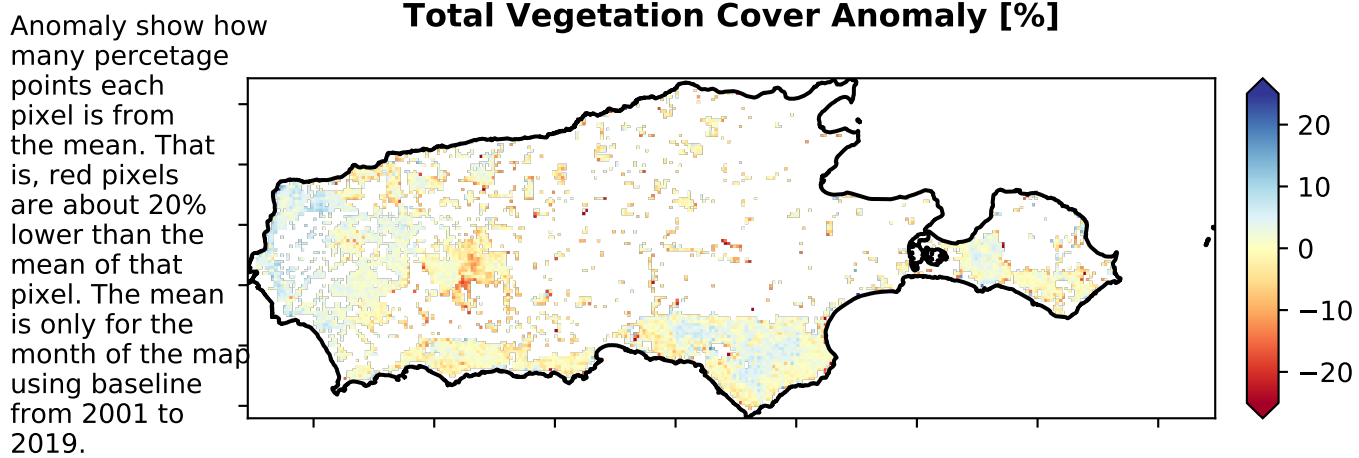 Total Vegetation Cover Anomaly [%]
Anomaly show how
many percetage
points each
pixel is from
the mean. That
is, red pixels
are about 20%
lower than the
mean of that
pixel. The mean
is only for the
month of the map
using baseline
from 2001 to
2019.
20
10
0
−10
−20